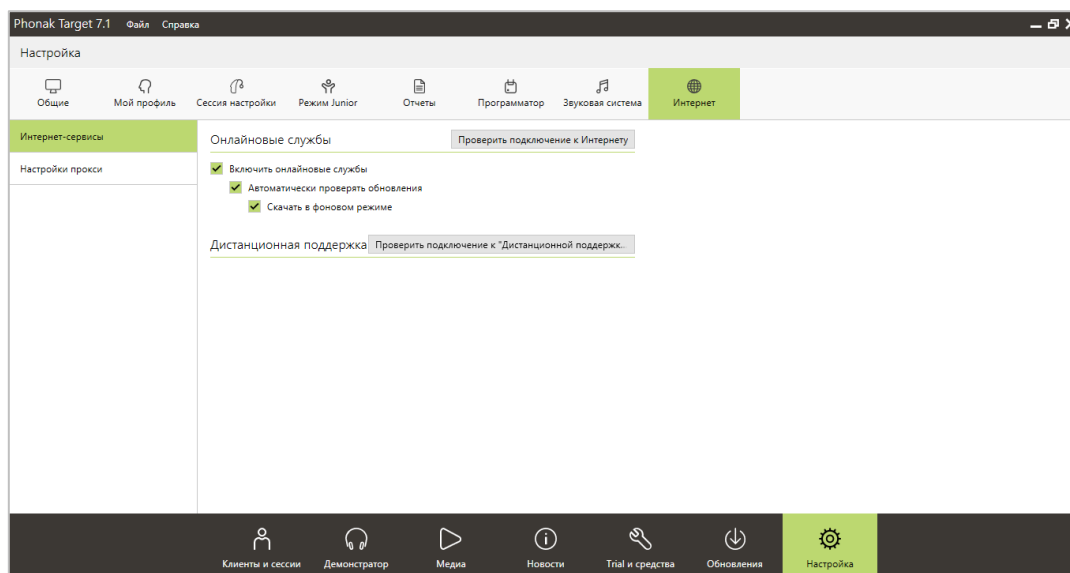 Phonak Target 7.1 Файл Справка
Настройка
Общие Мой профиль Сессия настройки Режим Junior Отчеты Программатор Звуковая система Интернет
Интернет-сервисы
Настройки прокси
Онлайновые службы Проверить подключение к Интернету
Включить онлайновые службы
Автоматически проверять обновления
Скачать в фоновом режиме
Дистанционная поддержка Проверить подключение к "Дистанционной поддержк...
Клиенты и сессии Демонстратор Медиа Новости Trial и средства Обновления Настройка